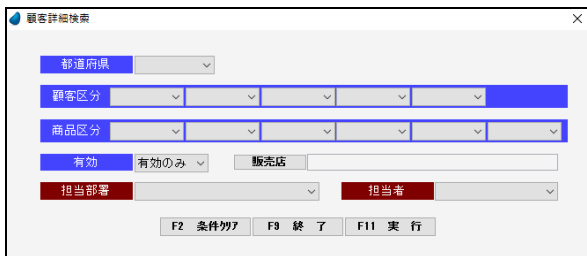 顧客詳細検索
都道府県
顧客区分
商品区分
有効 有効のみ 販売店
担当部署 担当者
F2 条件ｸﾘｱ F9 終 了 F11 実 行